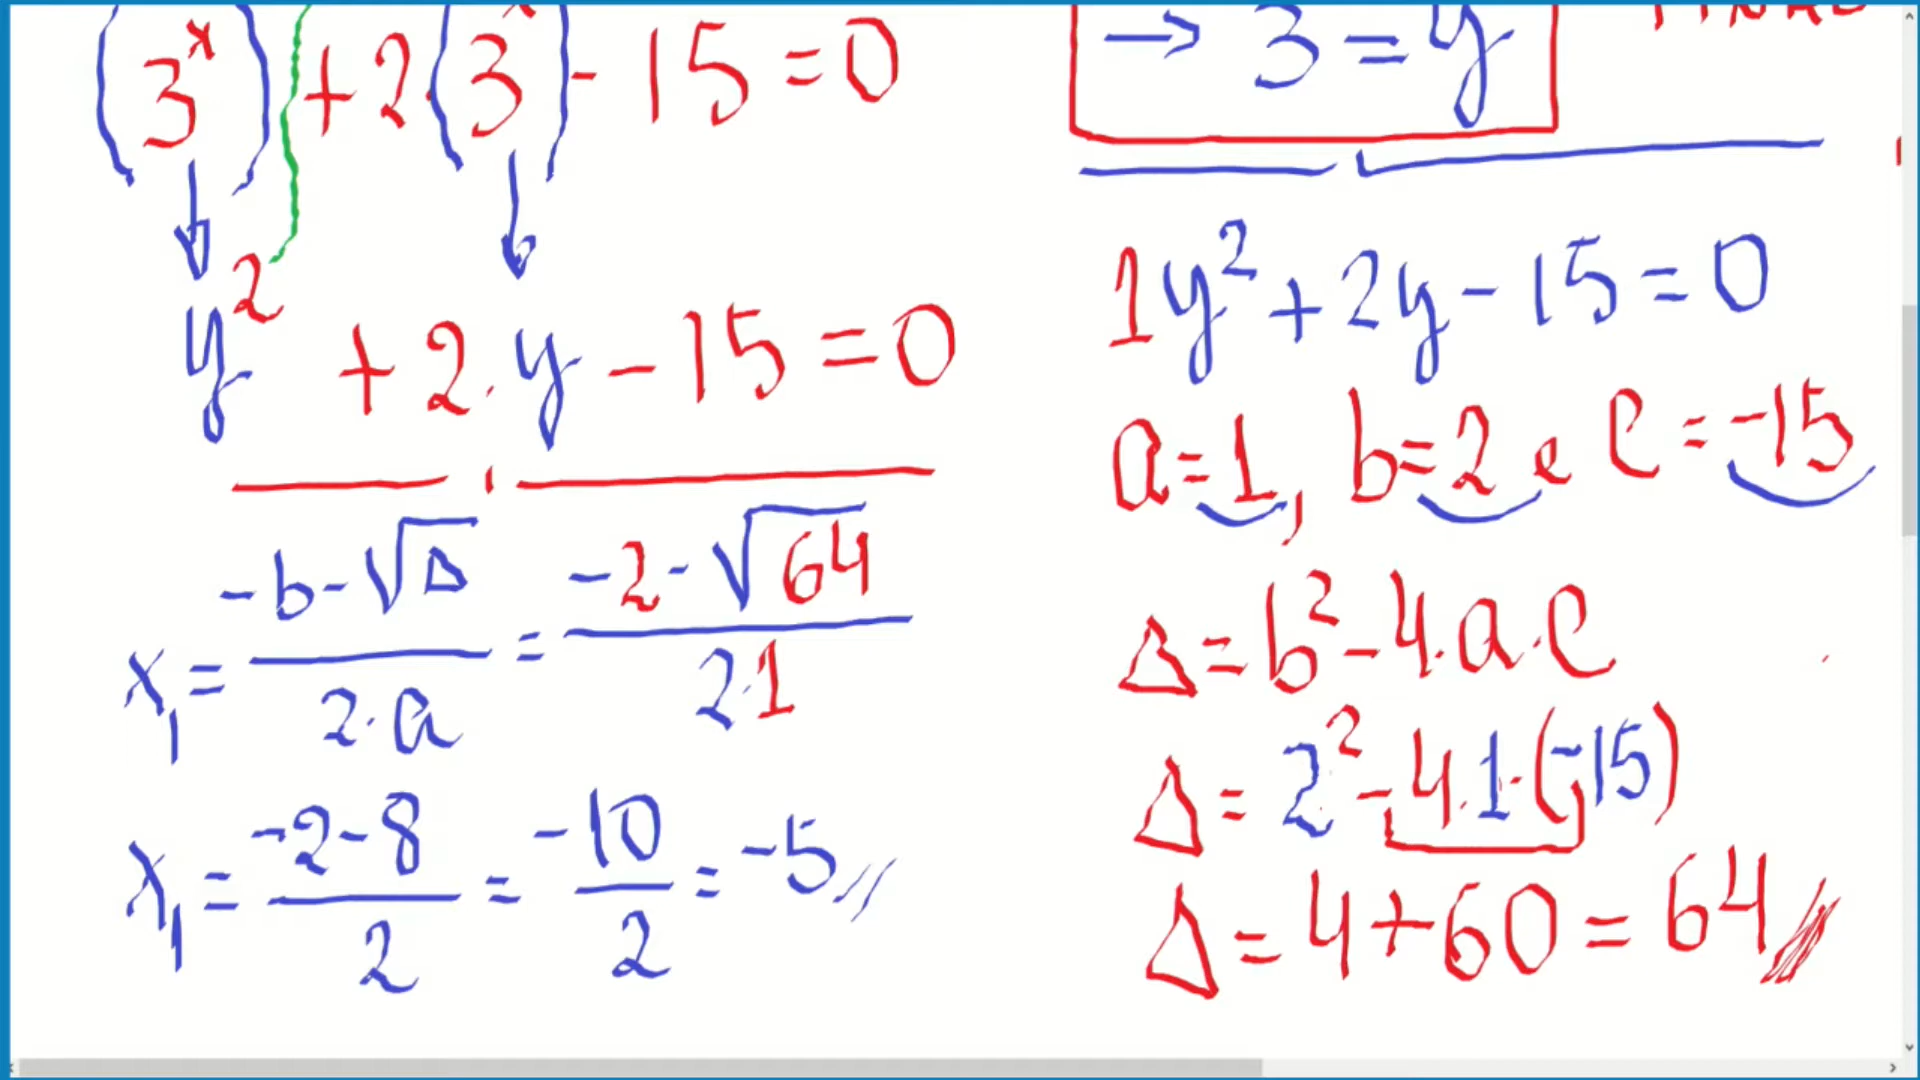 (3^x) + 2·(3^x) - 15 = 0
y² + 2·y - 15 = 0
x₁ = (-b - √Δ)/(2·a) = (-2 - √64)/(2·1)
x₁ = (-2-8)/2 = -10/2 = -5
→ 3 = y
1y² + 2y - 15 = 0
a=1, b=2 e c=-15
Δ = b² - 4·a·c
Δ = 2² - 4·1·(-15)
Δ = 4+60 = 64